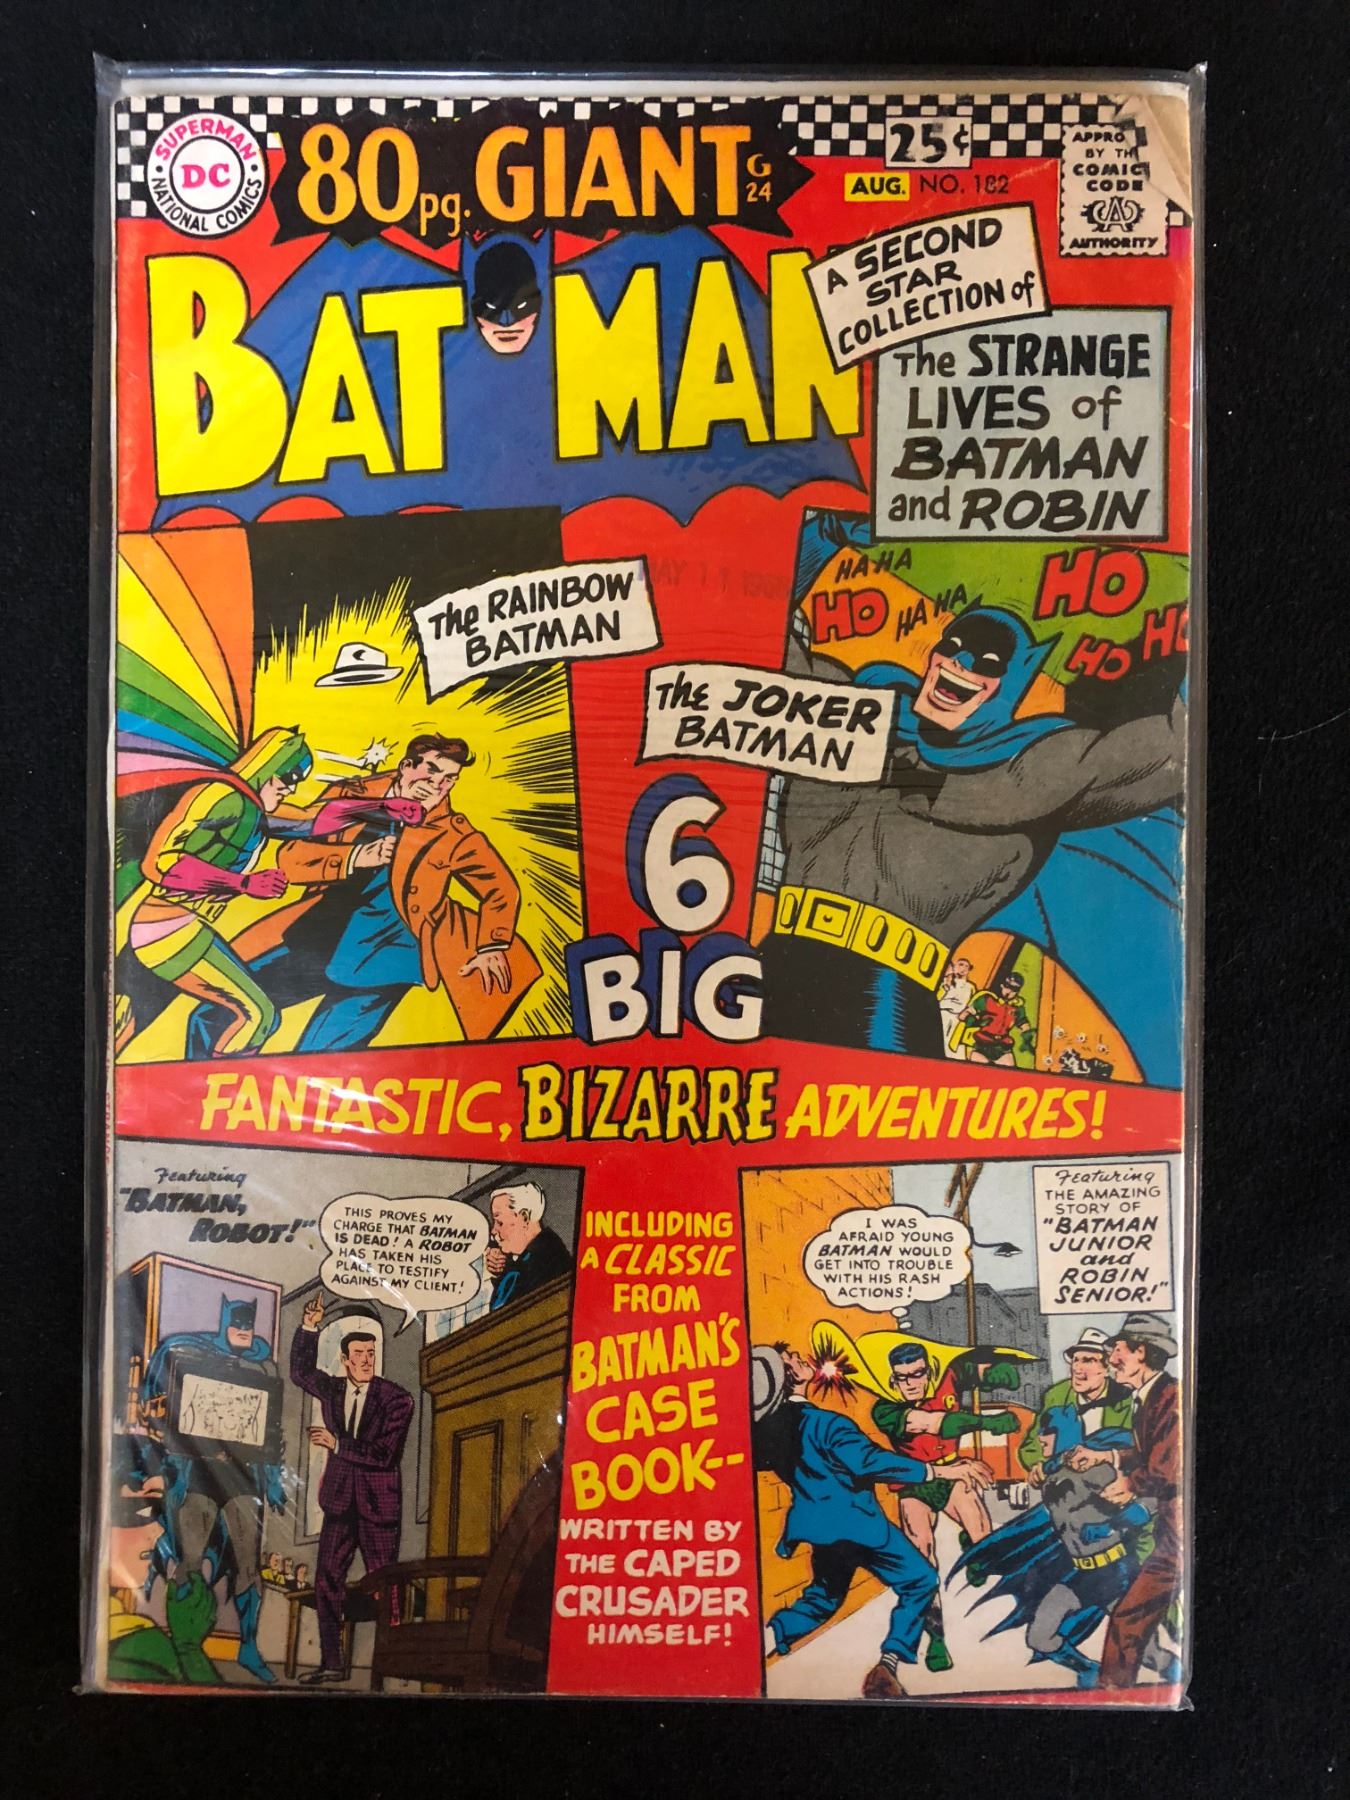 SUPERMAN
DC
NATIONAL COMICS
80pg. GIANT
G
24
25¢
AUG. NO. 182
APPRO
BY TH
COMIC
CODE
AUTHORITY
BATMAN
A SECOND
STAR
COLLECTION of
The STRANGE
LIVES of
BATMAN
and ROBIN
MAY 11
The RAINBOW
BATMAN
HA HA
HO
HA HA
HO
HO
HO
The JOKER
BATMAN
6
BIG
FANTASTIC, BIZARRE ADVENTURES!
Featuring
"BATMAN,
ROBOT!"
THIS PROVES MY
CHARGE THAT BATMAN
IS DEAD! A ROBOT
HAS TAKEN HIS
PLACE TO TESTIFY
AGAINST MY CLIENT!
INCLUDING
A CLASSIC
FROM
BATMAN'S
CASE
BOOK--
WRITTEN BY
THE CAPED
CRUSADER
HIMSELF!
I WAS
AFRAID YOUNG
BATMAN WOULD
GET INTO TROUBLE
WITH HIS RASH
ACTIONS!
Featuring
THE AMAZING
STORY OF
"BATMAN
JUNIOR
and
ROBIN
SENIOR!"